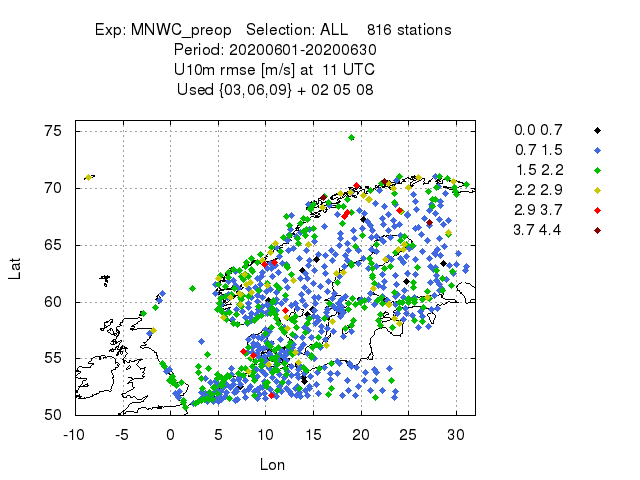 Exp: MNWC_preop   Selection: ALL    816 stations
Period: 20200601-20200630
U10m rmse [m/s] at  11 UTC
Used {03,06,09} + 02 05 08
0.0 0.7
0.7 1.5
1.5 2.2
2.2 2.9
2.9 3.7
3.7 4.4
75
70
65
60
55
50
Lat
-10 -5 0 5 10 15 20 25 30
Lon